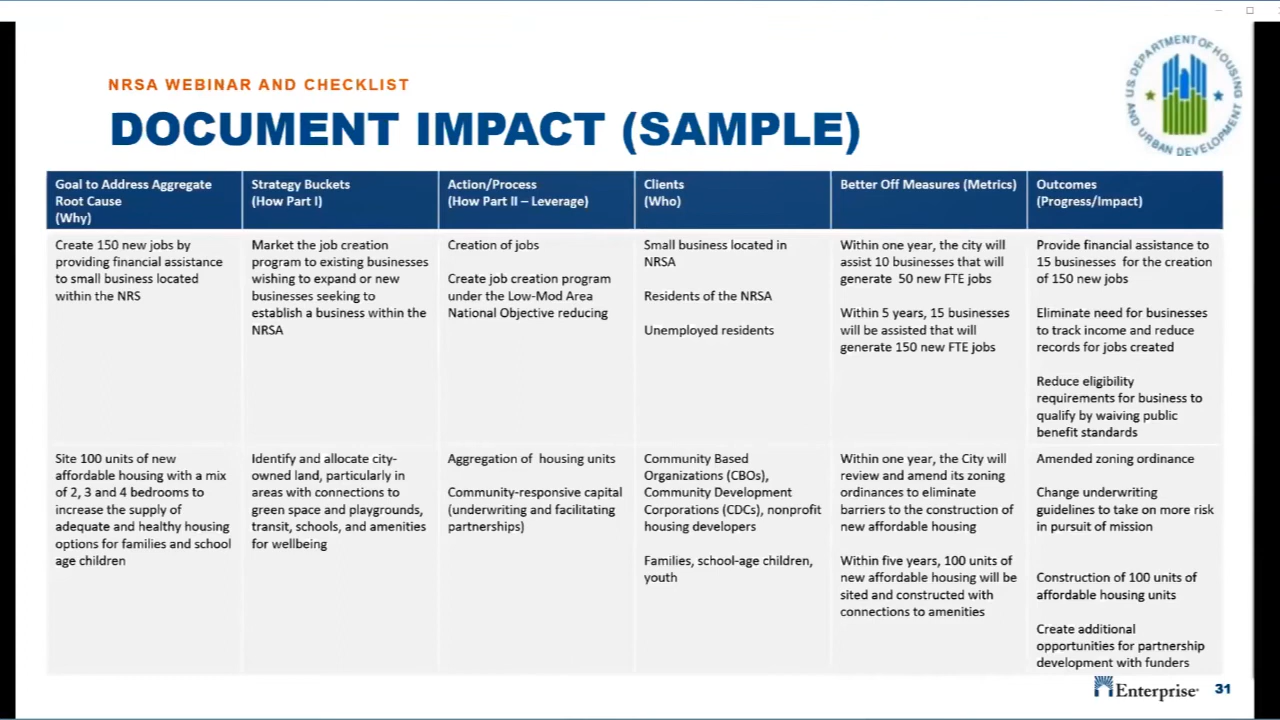 NRSA WEBINAR AND CHECKLIST
DOCUMENT IMPACT (SAMPLE)
U.S. DEPARTMENT OF HOUSING AND URBAN DEVELOPMENT
Goal to Address Aggregate
Root Cause
(Why)
Strategy Buckets
(How Part I)
Action/Process
(How Part II – Leverage)
Clients
(Who)
Better Off Measures (Metrics)
Outcomes
(Progress/Impact)
Create 150 new jobs by
providing financial assistance
to small business located
within the NRS
Market the job creation
program to existing businesses
wishing to expand or new
businesses seeking to
establish a business within the
NRSA
Creation of jobs
Create job creation program
under the Low-Mod Area
National Objective reducing
Small business located in
NRSA
Residents of the NRSA
Unemployed residents
Within one year, the city will
assist 10 businesses that will
generate 50 new FTE jobs
Within 5 years, 15 businesses
will be assisted that will
generate 150 new FTE jobs
Provide financial assistance to
15 businesses for the creation
of 150 new jobs
Eliminate need for businesses
to track income and reduce
records for jobs created
Reduce eligibility
requirements for business to
qualify by waiving public
benefit standards
Site 100 units of new
affordable housing with a mix
of 2, 3 and 4 bedrooms to
increase the supply of
adequate and healthy housing
options for families and school
age children
Identify and allocate city-
owned land, particularly in
areas with connections to
green space and playgrounds,
transit, schools, and amenities
for wellbeing
Aggregation of housing units
Community-responsive capital
(underwriting and facilitating
partnerships)
Community Based
Organizations (CBOs),
Community Development
Corporations (CDCs), nonprofit
housing developers
Families, school-age children,
youth
Within one year, the City will
review and amend its zoning
ordinances to eliminate
barriers to the construction of
new affordable housing
Within five years, 100 units of
new affordable housing will be
sited and constructed with
connections to amenities
Amended zoning ordinance
Change underwriting
guidelines to take on more risk
in pursuit of mission
Construction of 100 units of
affordable housing units
Create additional
opportunities for partnership
development with funders
Enterprise
31